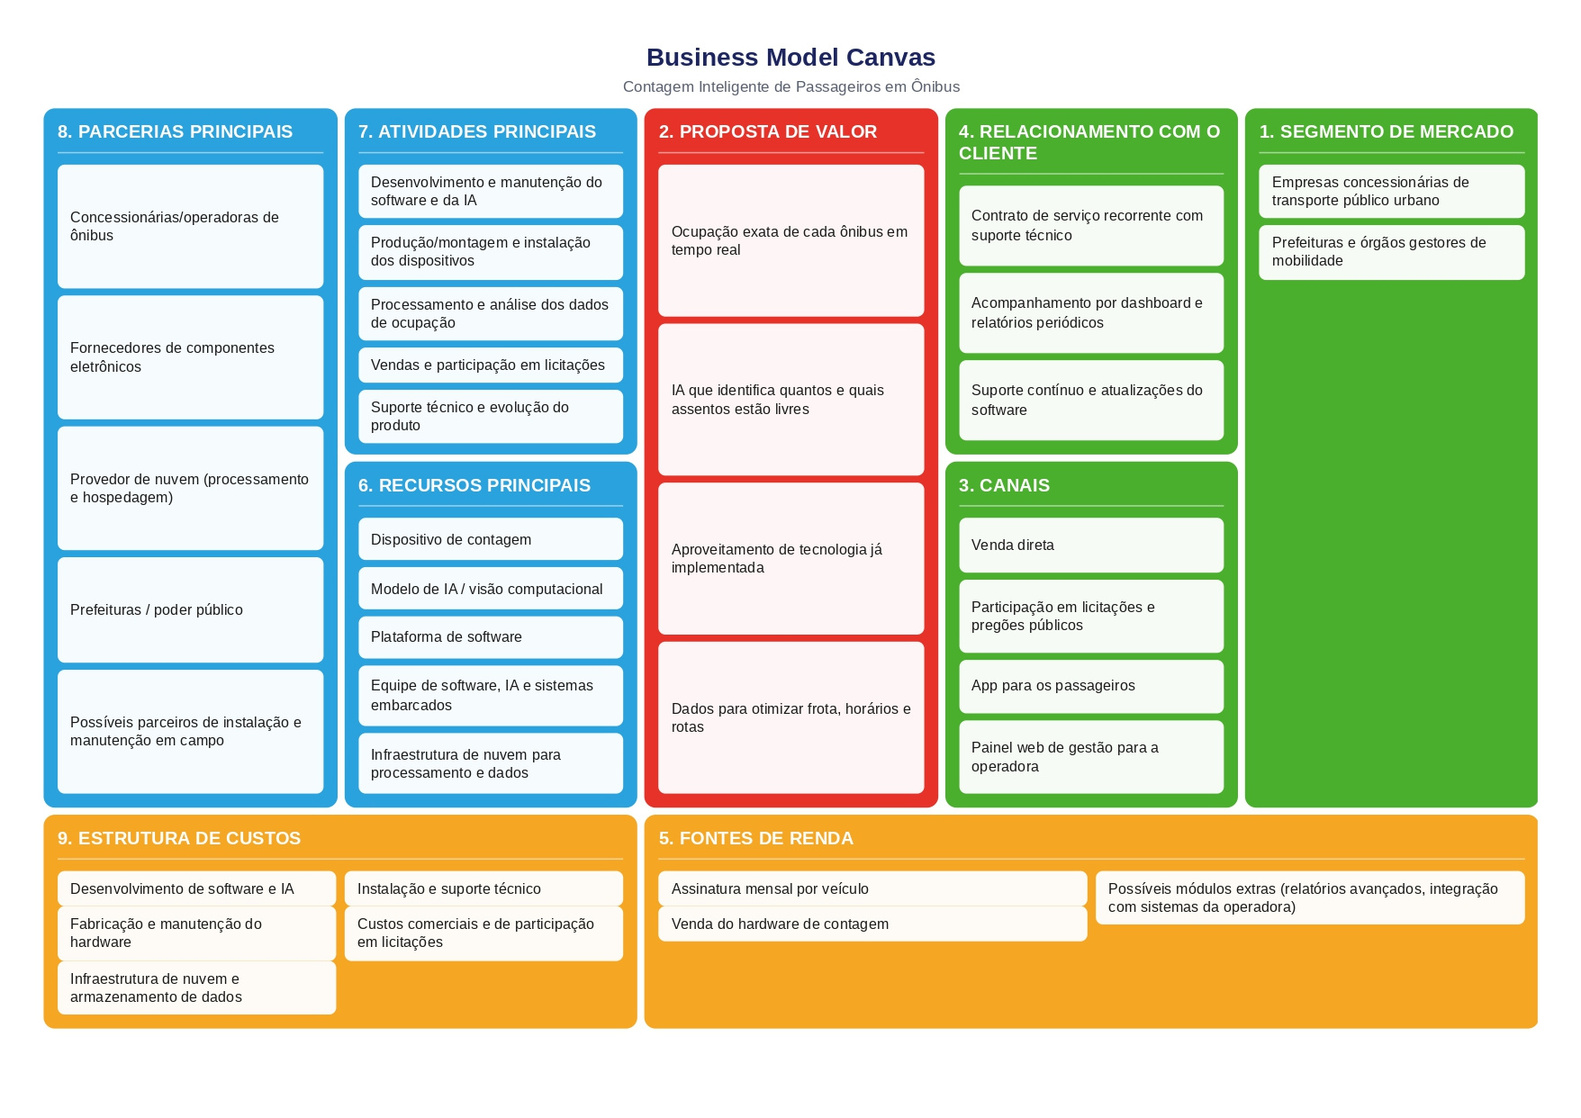 Business Model Canvas
Contagem Inteligente de Passageiros em Ônibus
8. PARCERIAS PRINCIPAIS
Concessionárias/operadoras de
ônibus
Fornecedores de componentes
eletrônicos
Provedor de nuvem (processamento
e hospedagem)
Prefeituras / poder público
Possíveis parceiros de instalação e
manutenção em campo
7. ATIVIDADES PRINCIPAIS
Desenvolvimento e manutenção do
software e da IA
Produção/montagem e instalação
dos dispositivos
Processamento e análise dos dados
de ocupação
Vendas e participação em licitações
Suporte técnico e evolução do
produto
6. RECURSOS PRINCIPAIS
Dispositivo de contagem
Modelo de IA / visão computacional
Plataforma de software
Equipe de software, IA e sistemas
embarcados
Infraestrutura de nuvem para
processamento e dados
2. PROPOSTA DE VALOR
Ocupação exata de cada ônibus em
tempo real
IA que identifica quantos e quais
assentos estão livres
Aproveitamento de tecnologia já
implementada
Dados para otimizar frota, horários e
rotas
4. RELACIONAMENTO COM O
CLIENTE
Contrato de serviço recorrente com
suporte técnico
Acompanhamento por dashboard e
relatórios periódicos
Suporte contínuo e atualizações do
software
3. CANAIS
Venda direta
Participação em licitações e
pregões públicos
App para os passageiros
Painel web de gestão para a
operadora
1. SEGMENTO DE MERCADO
Empresas concessionárias de
transporte público urbano
Prefeituras e órgãos gestores de
mobilidade
9. ESTRUTURA DE CUSTOS
Desenvolvimento de software e IA
Fabricação e manutenção do
hardware
Infraestrutura de nuvem e
armazenamento de dados
Instalação e suporte técnico
Custos comerciais e de participação
em licitações
5. FONTES DE RENDA
Assinatura mensal por veículo
Venda do hardware de contagem
Possíveis módulos extras (relatórios avançados, integração
com sistemas da operadora)